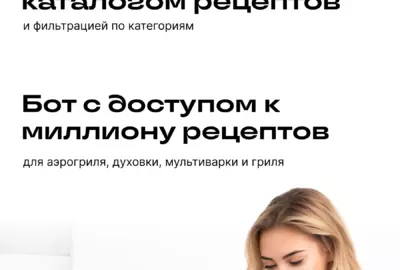 каталогом рецептов
и фильтрацией по категориям
Бот с доступом к
миллиону рецептов
для аэрогриля, духовки, мультиварки и гриля